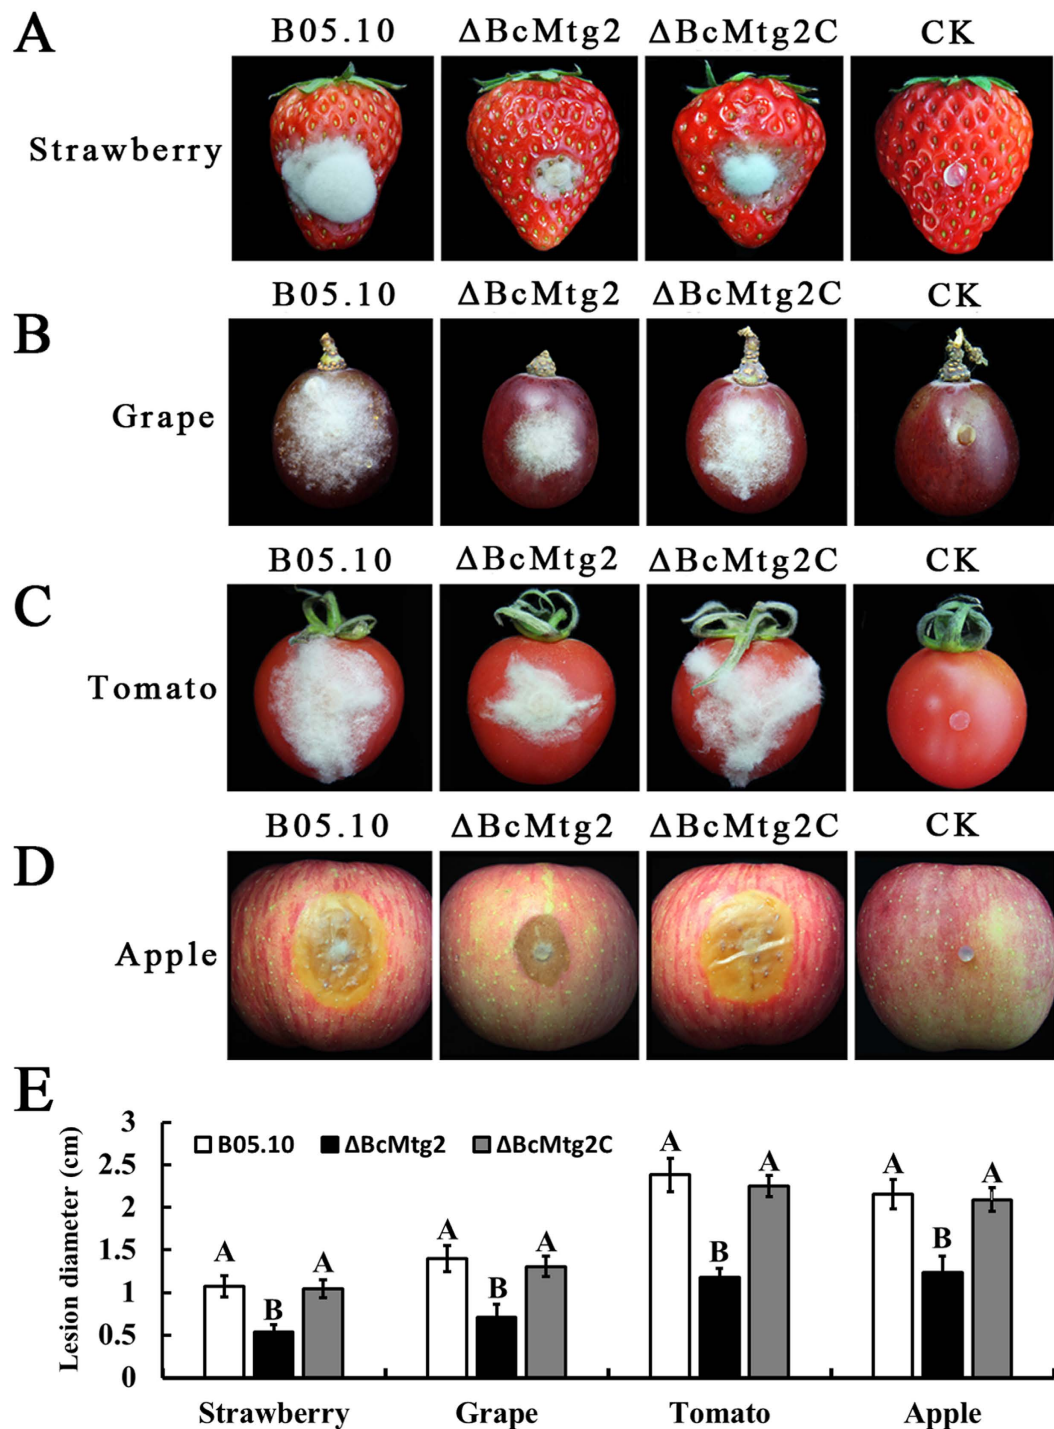 A
B05.10 ΔBcMtg2 ΔBcMtg2C CK
Strawberry
B05.10 ΔBcMtg2 ΔBcMtg2C CK
B
Grape
B05.10 ΔBcMtg2 ΔBcMtg2C CK
C
Tomato
B05.10 ΔBcMtg2 ΔBcMtg2C CK
D
Apple
E
Lesion diameter (cm)
3
2.5
2
1.5
1
0.5
0
B05.10 ΔBcMtg2 ΔBcMtg2C
A B A
A B A
A B A
A B A
Strawberry Grape Tomato Apple